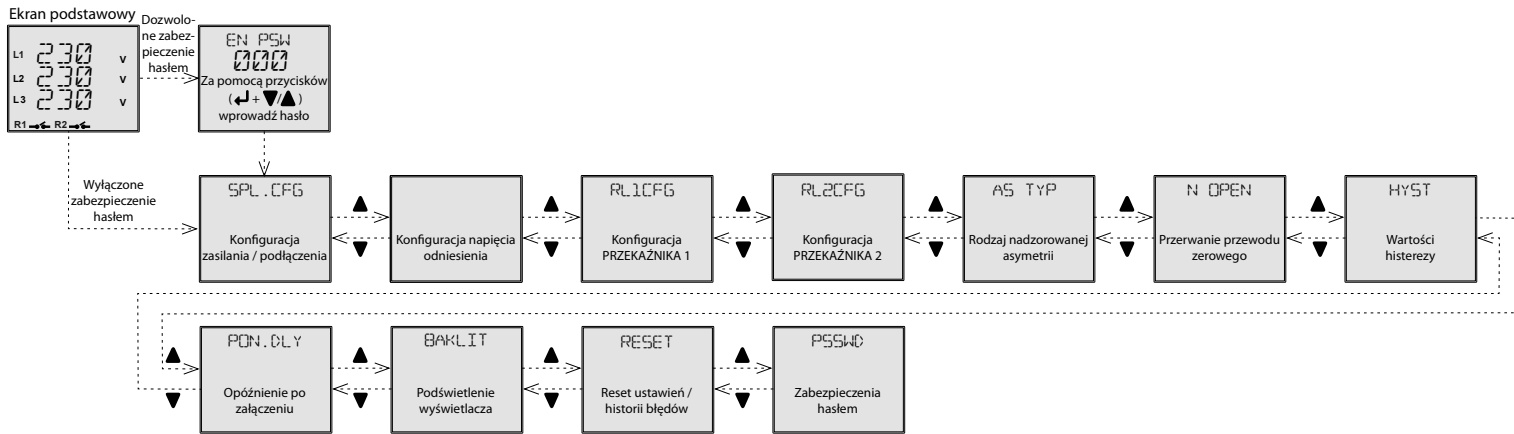 Ekran podstawowy
L1 230 V
L2 230 V
L3 230 V
R1 R2
Dozwolo-
ne zabez-
pieczenie
hasłem
EN PSW
000
Za pomocą przycisków
( ↵ + ▼/▲ )
wprowadź hasło
Wyłączone
zabezpieczenie
hasłem
SPL.CFG
Konfiguracja
zasilania / podłączenia
Konfiguracja napięcia
odniesienia
RL1CFG
Konfiguracja
PRZEKAŹNIKA 1
RL2CFG
Konfiguracja
PRZEKAŹNIKA 2
AS TYP
Rodzaj nadzorowanej
asymetrii
N OPEN
Przerwanie przewodu
zerowego
HYST
Wartości
histerezy
PON.DLY
Opóźnienie po
załączeniu
BAKLIT
Podświetlenie
wyświetlacza
RESET
Reset ustawień /
historii błędów
PSSWD
Zabezpieczenia
hasłem